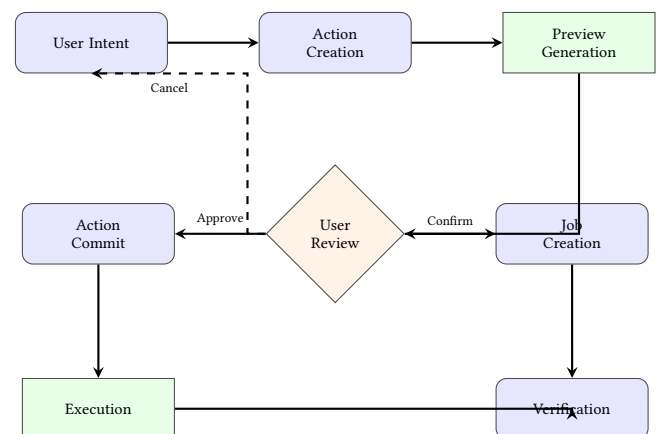 User Intent
Action
Creation
Preview
Generation
Cancel
Action
Commit
Approve
User
Review
Confirm
Job
Creation
Execution
Verification